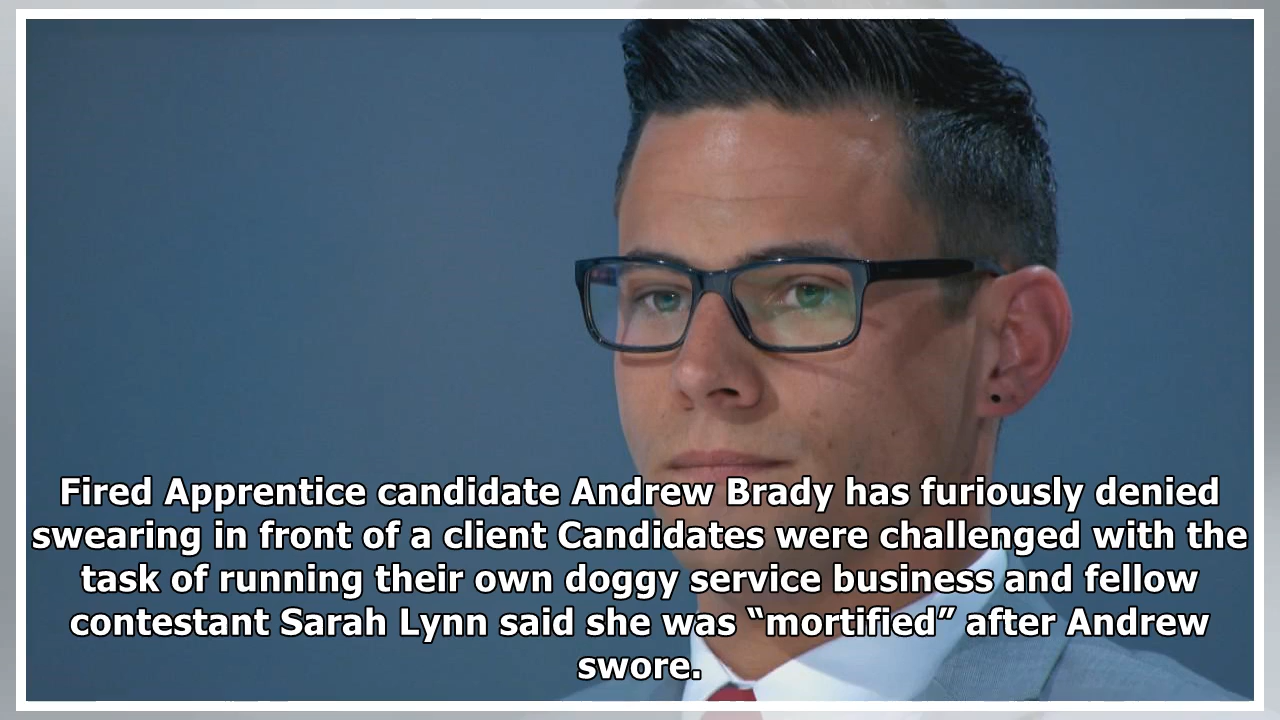 Fired Apprentice candidate Andrew Brady has furiously denied
swearing in front of a client Candidates were challenged with the
task of running their own doggy service business and fellow
contestant Sarah Lynn said she was “mortified” after Andrew
swore.